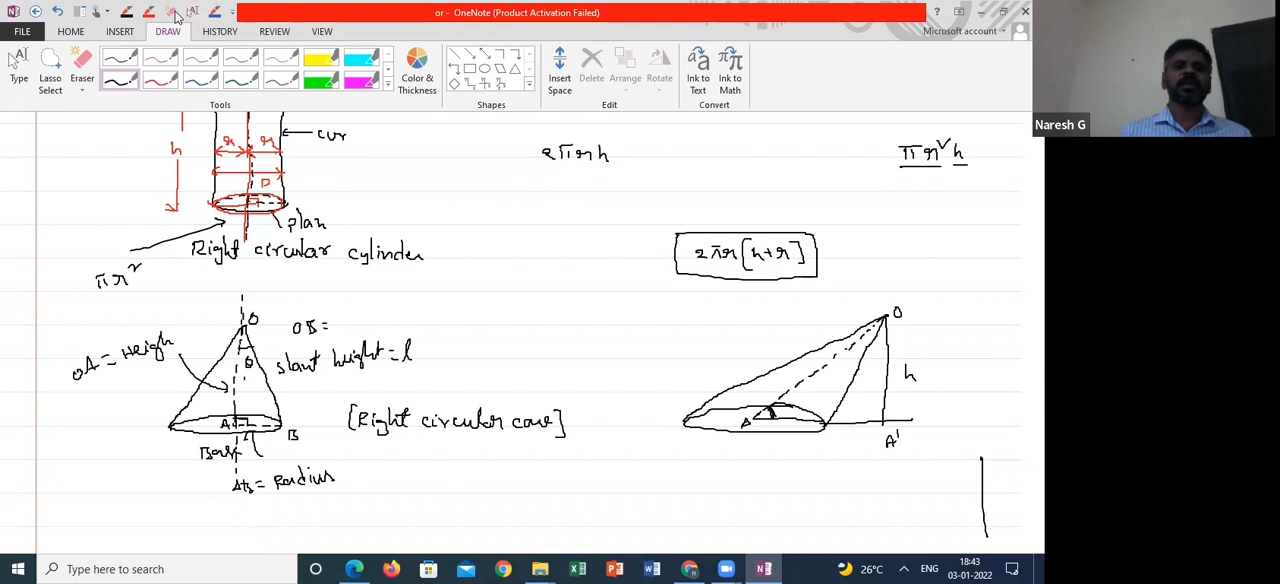 or - OneNote (Product Activation Failed)
FILE HOME INSERT DRAW HISTORY REVIEW VIEW
Microsoft account
Type Lasso Select Eraser Color & Thickness Insert Space Delete Arrange Rotate Ink to Text Ink to Math
Tools Shapes Edit Convert
Naresh G
h
r r
D
cur
2πrh
πr² h
plan
Right circular cylinder
πr²
2πr[h+r]
O
OB =
OA = Heigh
θ
slant height = l
A B
Base
[Right circular cone]
AB = Radius
O
h
A
A'
Type here to search
26°C ENG
18:43
03-01-2022